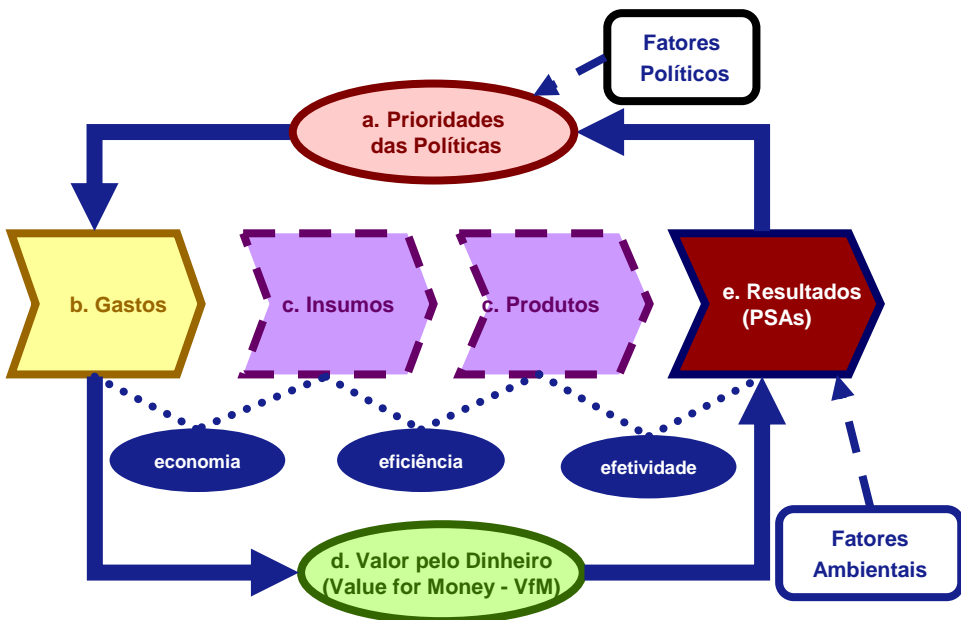 Fatores
Políticos
a. Prioridades
das Políticas
b. Gastos
c. Insumos
c. Produtos
e. Resultados
(PSAs)
economia
eficiência
efetividade
d. Valor pelo Dinheiro
(Value for Money - VfM)
Fatores
Ambientais